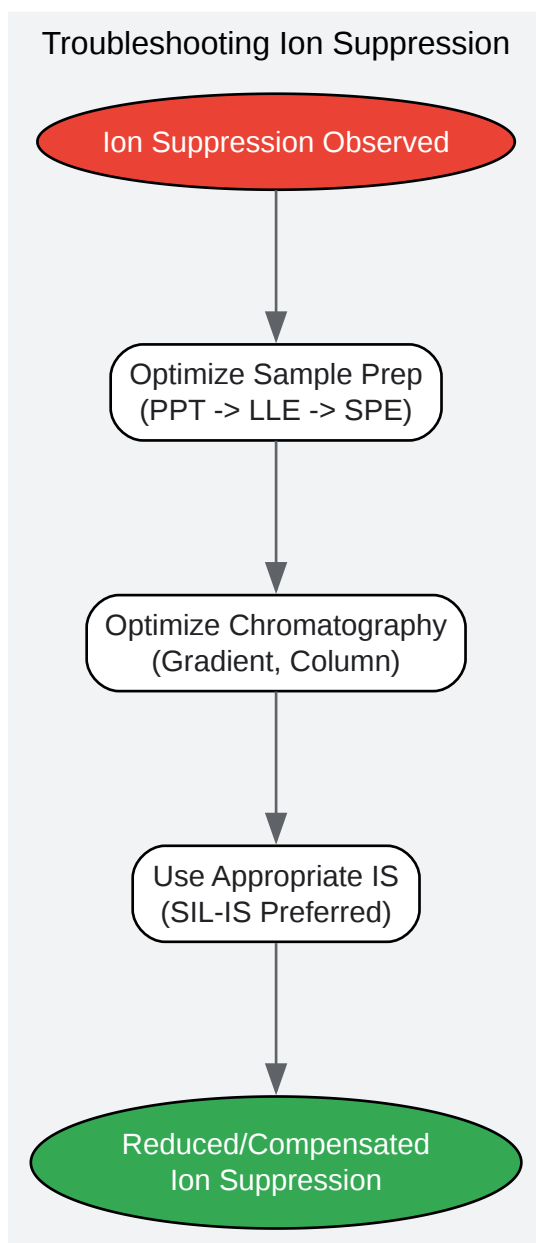 Troubleshooting Ion Suppression
Ion Suppression Observed
Optimize Sample Prep
(PPT -> LLE -> SPE)
Optimize Chromatography
(Gradient, Column)
Use Appropriate IS
(SIL-IS Preferred)
Reduced/Compensated
Ion Suppression